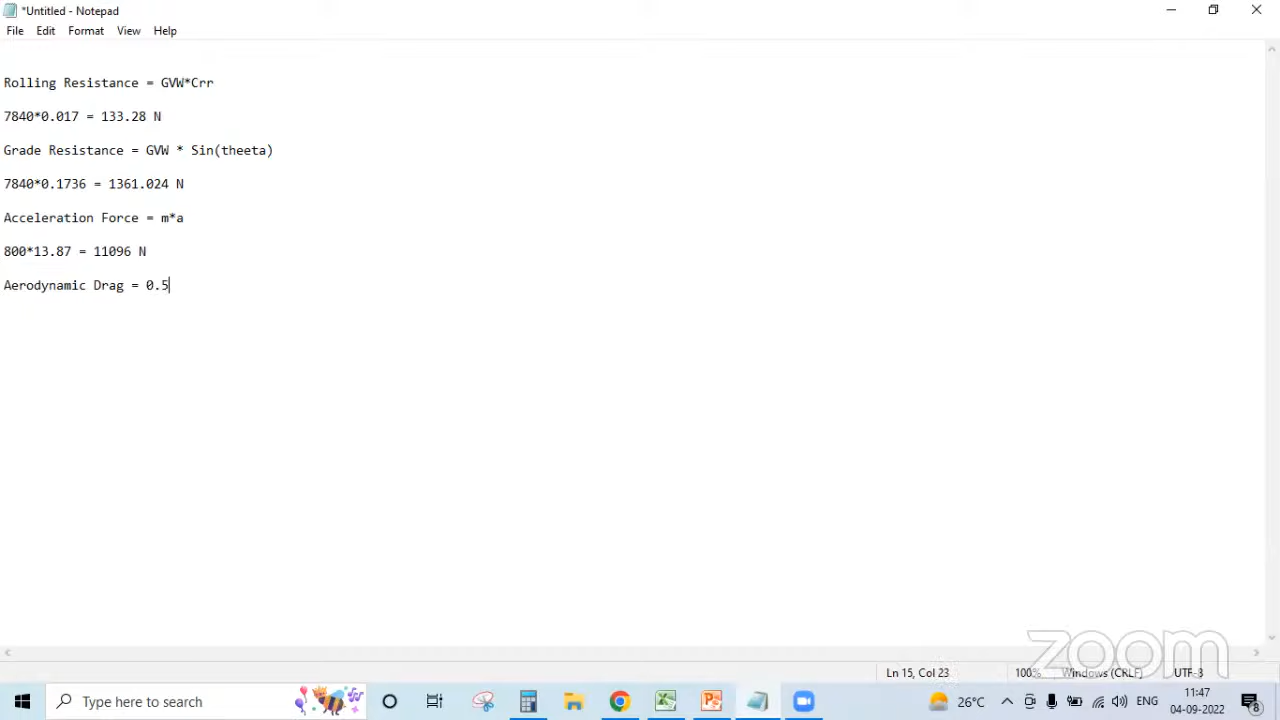 *Untitled - Notepad
File Edit Format View Help
Rolling Resistance = GVW*Crr
7840*0.017 = 133.28 N
Grade Resistance = GVW * Sin(theeta)
7840*0.1736 = 1361.024 N
Acceleration Force = m*a
800*13.87 = 11096 N
Aerodynamic Drag = 0.5
zoom
Ln 15, Col 23 100% Windows (CRLF) UTF-8
Type here to search 26°C ENG 11:47
04-09-2022 8